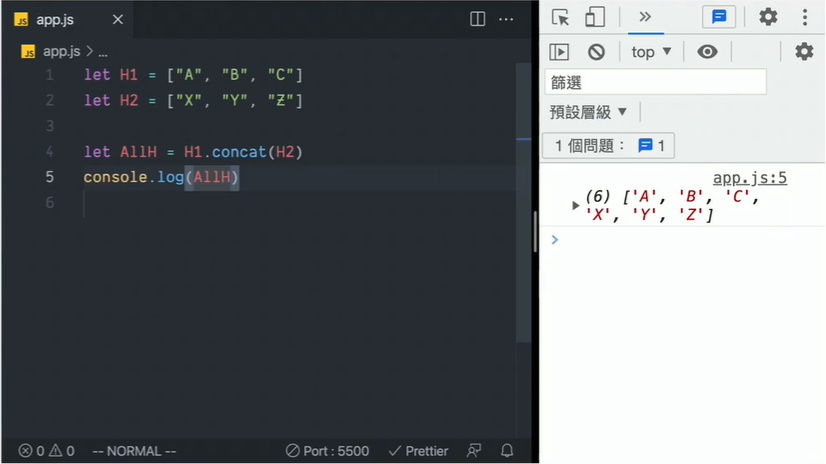 JS app.js
JS app.js > ...
1 let H1 = ["A", "B", "C"]
2 let H2 = ["X", "Y", "Z"]
3
4 let AllH = H1.concat(H2)
5 console.log(AllH)
6
0 0 -- NORMAL -- Port : 5500 Prettier
top
篩選
預設層級
1 個問題： 1
app.js:5
(6) ['A', 'B', 'C',
'X', 'Y', 'Z']